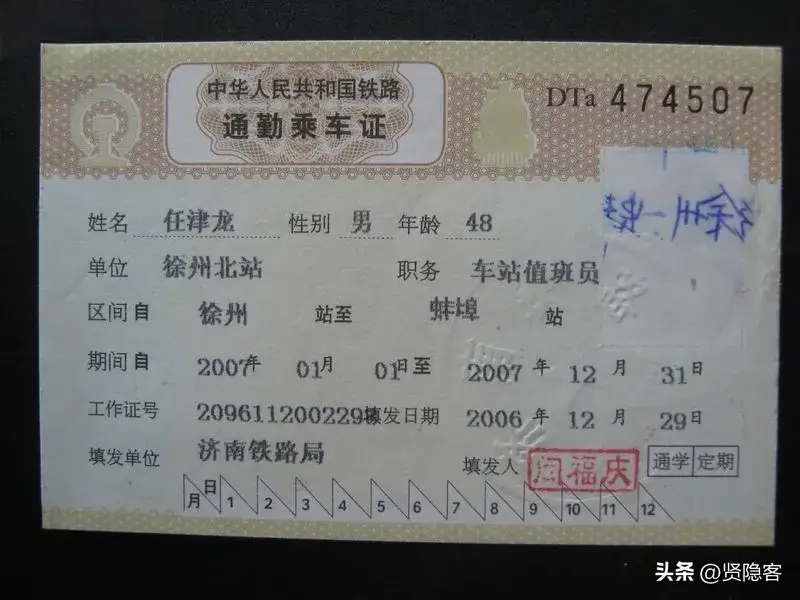 中华人民共和国铁路
通勤乘车证
DTa 474507
姓名 任津龙 性别 男 年龄 48
单位 徐州北站 职务 车站值班员
区间自 徐州 站至 蚌埠 站
期间自 2007年 01月 01日至 2007年 12月 31日
工作证号 209611200229 填发日期 2006年 12月 29日
填发单位 济南铁路局 填发人 福庆 通学 定期
月 日 1 2 3 4 5 6 7 8 9 10 11 12
头条 @贤隐客